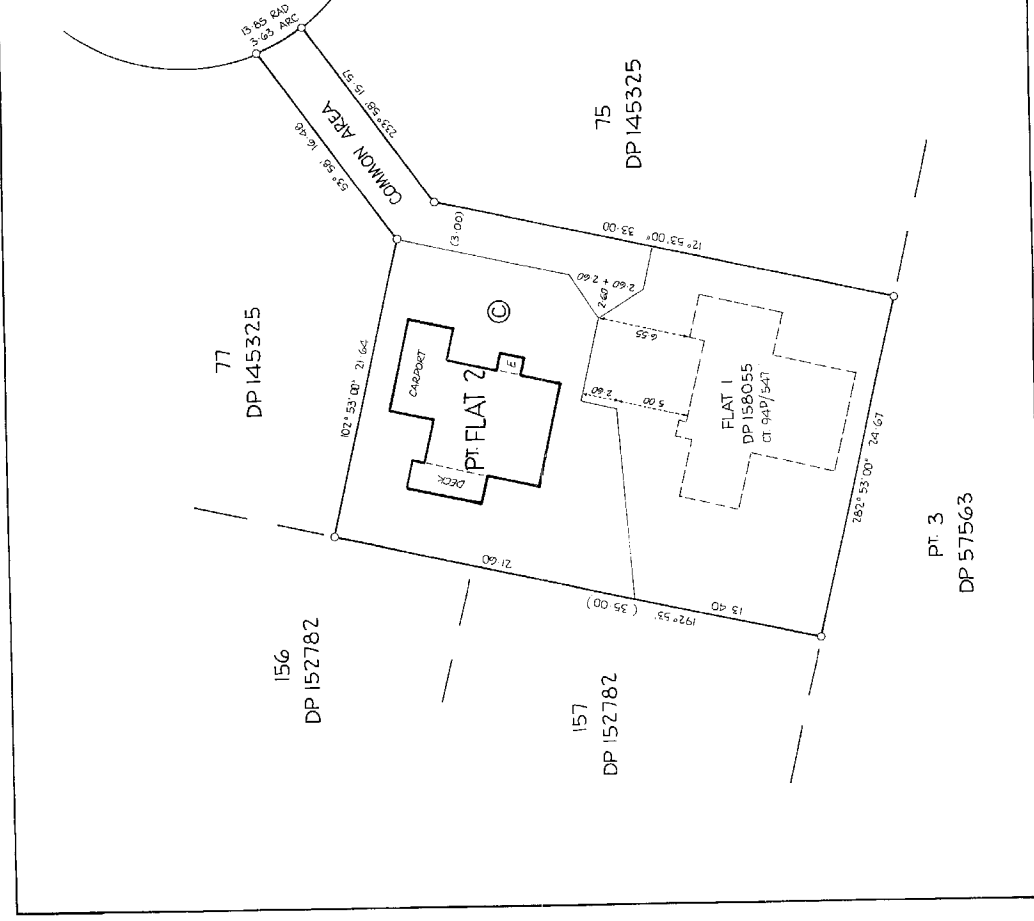 13·85 RAD
3·63 ARC
COMMON AREA
53° 58' 16·48
233° 58' 15·57
75
DP 145325
(3·00)
12° 53' 00" 33·00
77
DP 145325
102° 53' 00" 21·64
CARPORT
E
©
PT. FLAT 2
DECK
2·60 + 2·60
2·60
6·55
2·60
5·00
FLAT 1
DP 158055
CT 94D/547
21·60
192° 53' (35·00)
13·40
282° 53' 00" 24·67
156
DP 152782
157
DP 152782
PT. 3
DP 57563